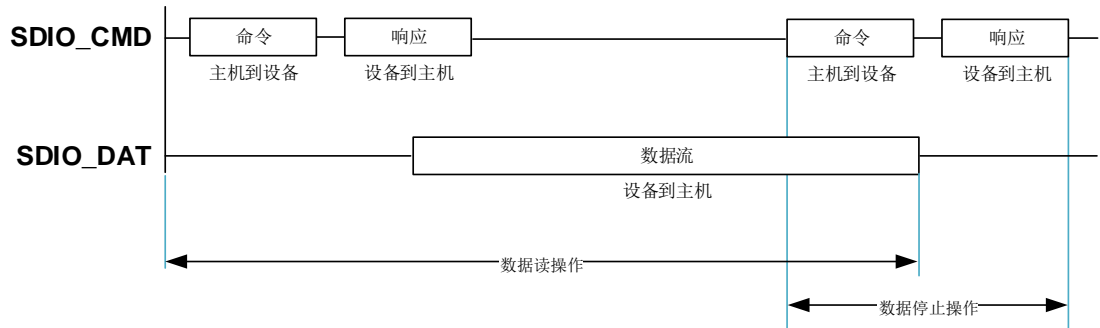 SDIO_CMD 命令 响应 命令 响应
主机到设备 设备到主机 主机到设备 设备到主机
SDIO_DAT 数据流
设备到主机
数据读操作
数据停止操作